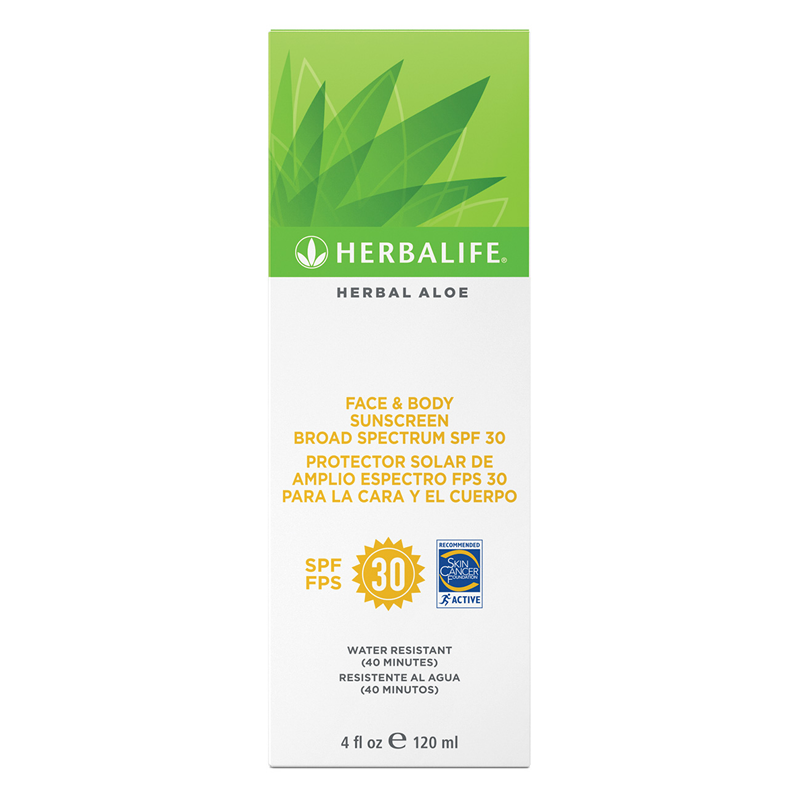 HERBALIFE®
HERBAL ALOE
FACE & BODY
SUNSCREEN
BROAD SPECTRUM SPF 30
PROTECTOR SOLAR DE
AMPLIO ESPECTRO FPS 30
PARA LA CARA Y EL CUERPO
SPF
FPS
30
RECOMMENDED
SKIN
CANCER
FOUNDATION
ACTIVE
WATER RESISTANT
(40 MINUTES)
RESISTENTE AL AGUA
(40 MINUTOS)
4 fl oz ℮ 120 ml